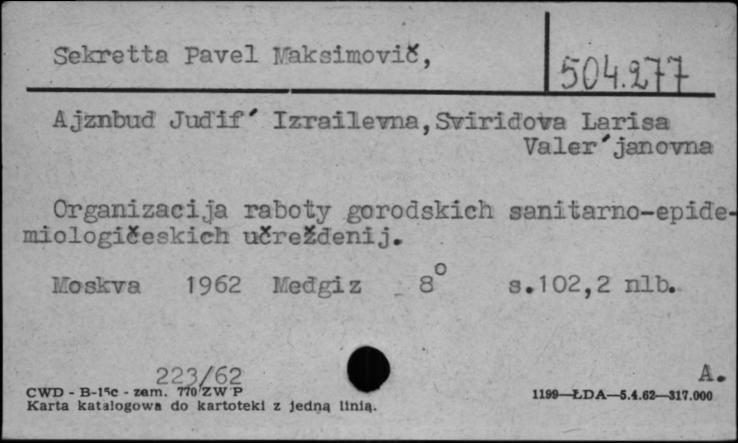 Sekretta Pavel Maksimovič,
504.277
Ajznbud Judif´ Izrailevna, Sviridova Larisa
Valer´janovna
Organizacija raboty gorodskich sanitarno-epide-
miologičeskich učreždenij.
Moskva 1962 Medgiz 8° s.102,2 nlb.
223/62
A.
CWD - B-15c - zam. 770/ZW P
1199—ŁDA—5.4.62—317.000
Karta katalogowa do kartoteki z jedną linią.